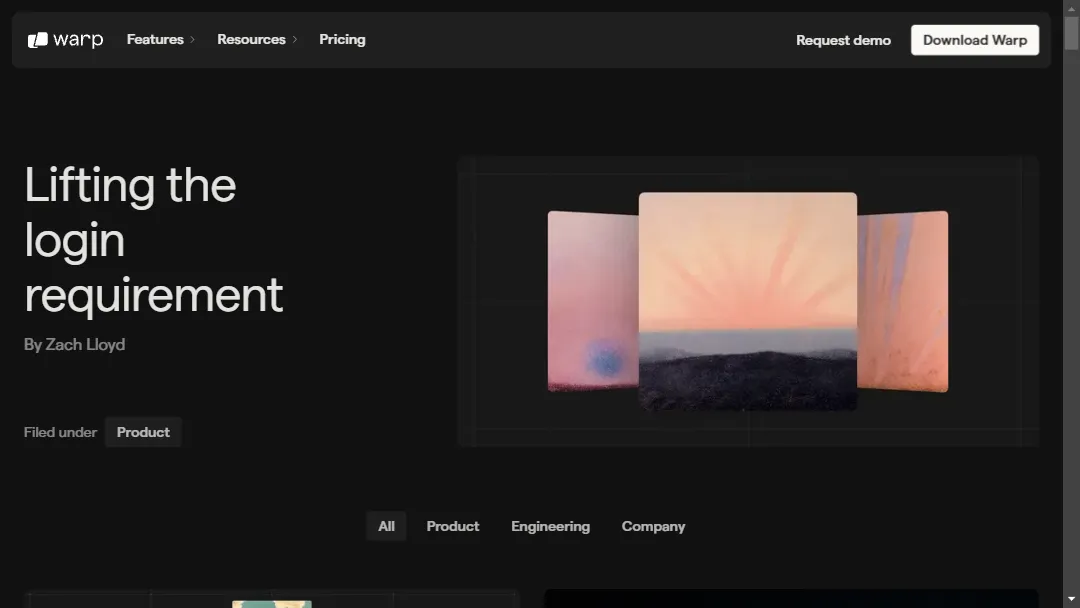 warp
Features
Resources
Pricing
Request demo
Download Warp
Lifting the
login
requirement
By Zach Lloyd
Filed under
Product
All
Product
Engineering
Company